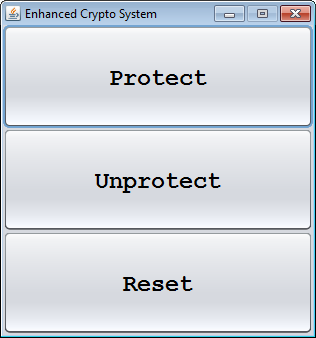 Enhanced Crypto System
Protect
Unprotect
Reset